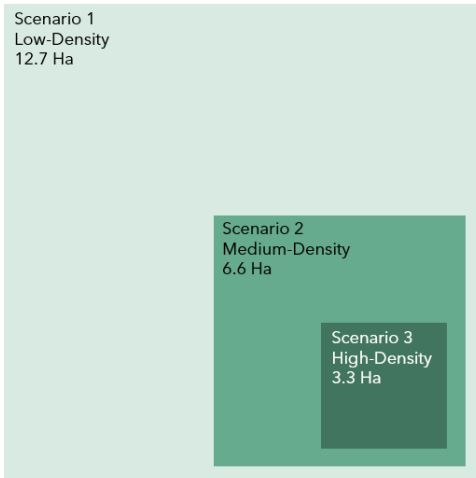 Scenario 1
Low-Density
12.7 Ha
Scenario 2
Medium-Density
6.6 Ha
Scenario 3
High-Density
3.3 Ha